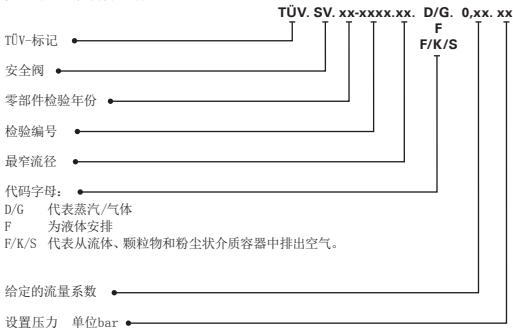 TÜV. SV. xx-xxxx.xx. D/G. 0,xx. xx
F
F/K/S
TÜV-标记
安全阀
零部件检验年份
检验编号
最窄流径
代码字母：
D/G 代表蒸汽/气体
F 为液体安排
F/K/S 代表从流体、颗粒物和粉尘状介质容器中排出空气。
给定的流量系数
设置压力 单位bar